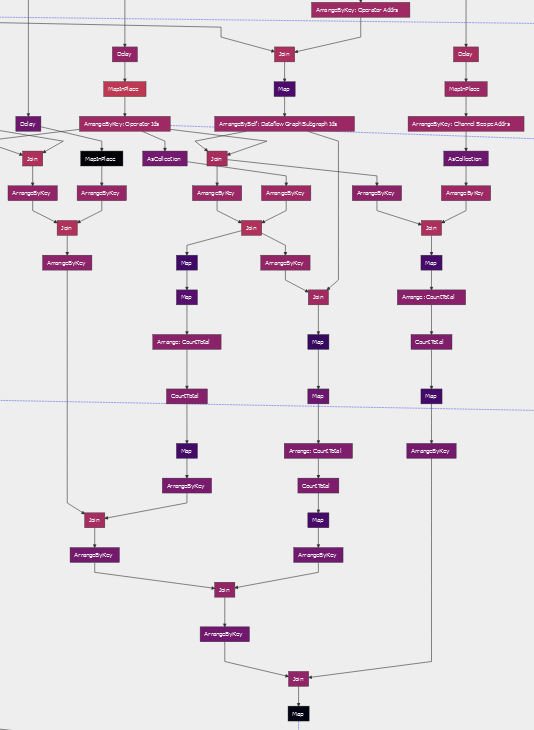 ArrangeByKey: Operator Addrs
Delay
Join
Delay
MapInPlace
Map
MapInPlace
Delay
ArrangeByKey: Operator Ids
ArrangeBySelf: Dataflow Graph Subgraph Ids
ArrangeByKey: Channel Scope Addrs
Join
MapInPlace
AsCollection
Join
AsCollection
ArrangeByKey
ArrangeByKey
ArrangeByKey
ArrangeByKey
ArrangeByKey
ArrangeByKey
Join
Join
Join
ArrangeByKey
Map
ArrangeByKey
Map
Map
Join
Arrange: CountTotal
Arrange: CountTotal
Map
CountTotal
CountTotal
Map
Map
Map
Arrange: CountTotal
ArrangeByKey
ArrangeByKey
CountTotal
Join
Map
ArrangeByKey
ArrangeByKey
Join
ArrangeByKey
Join
Map